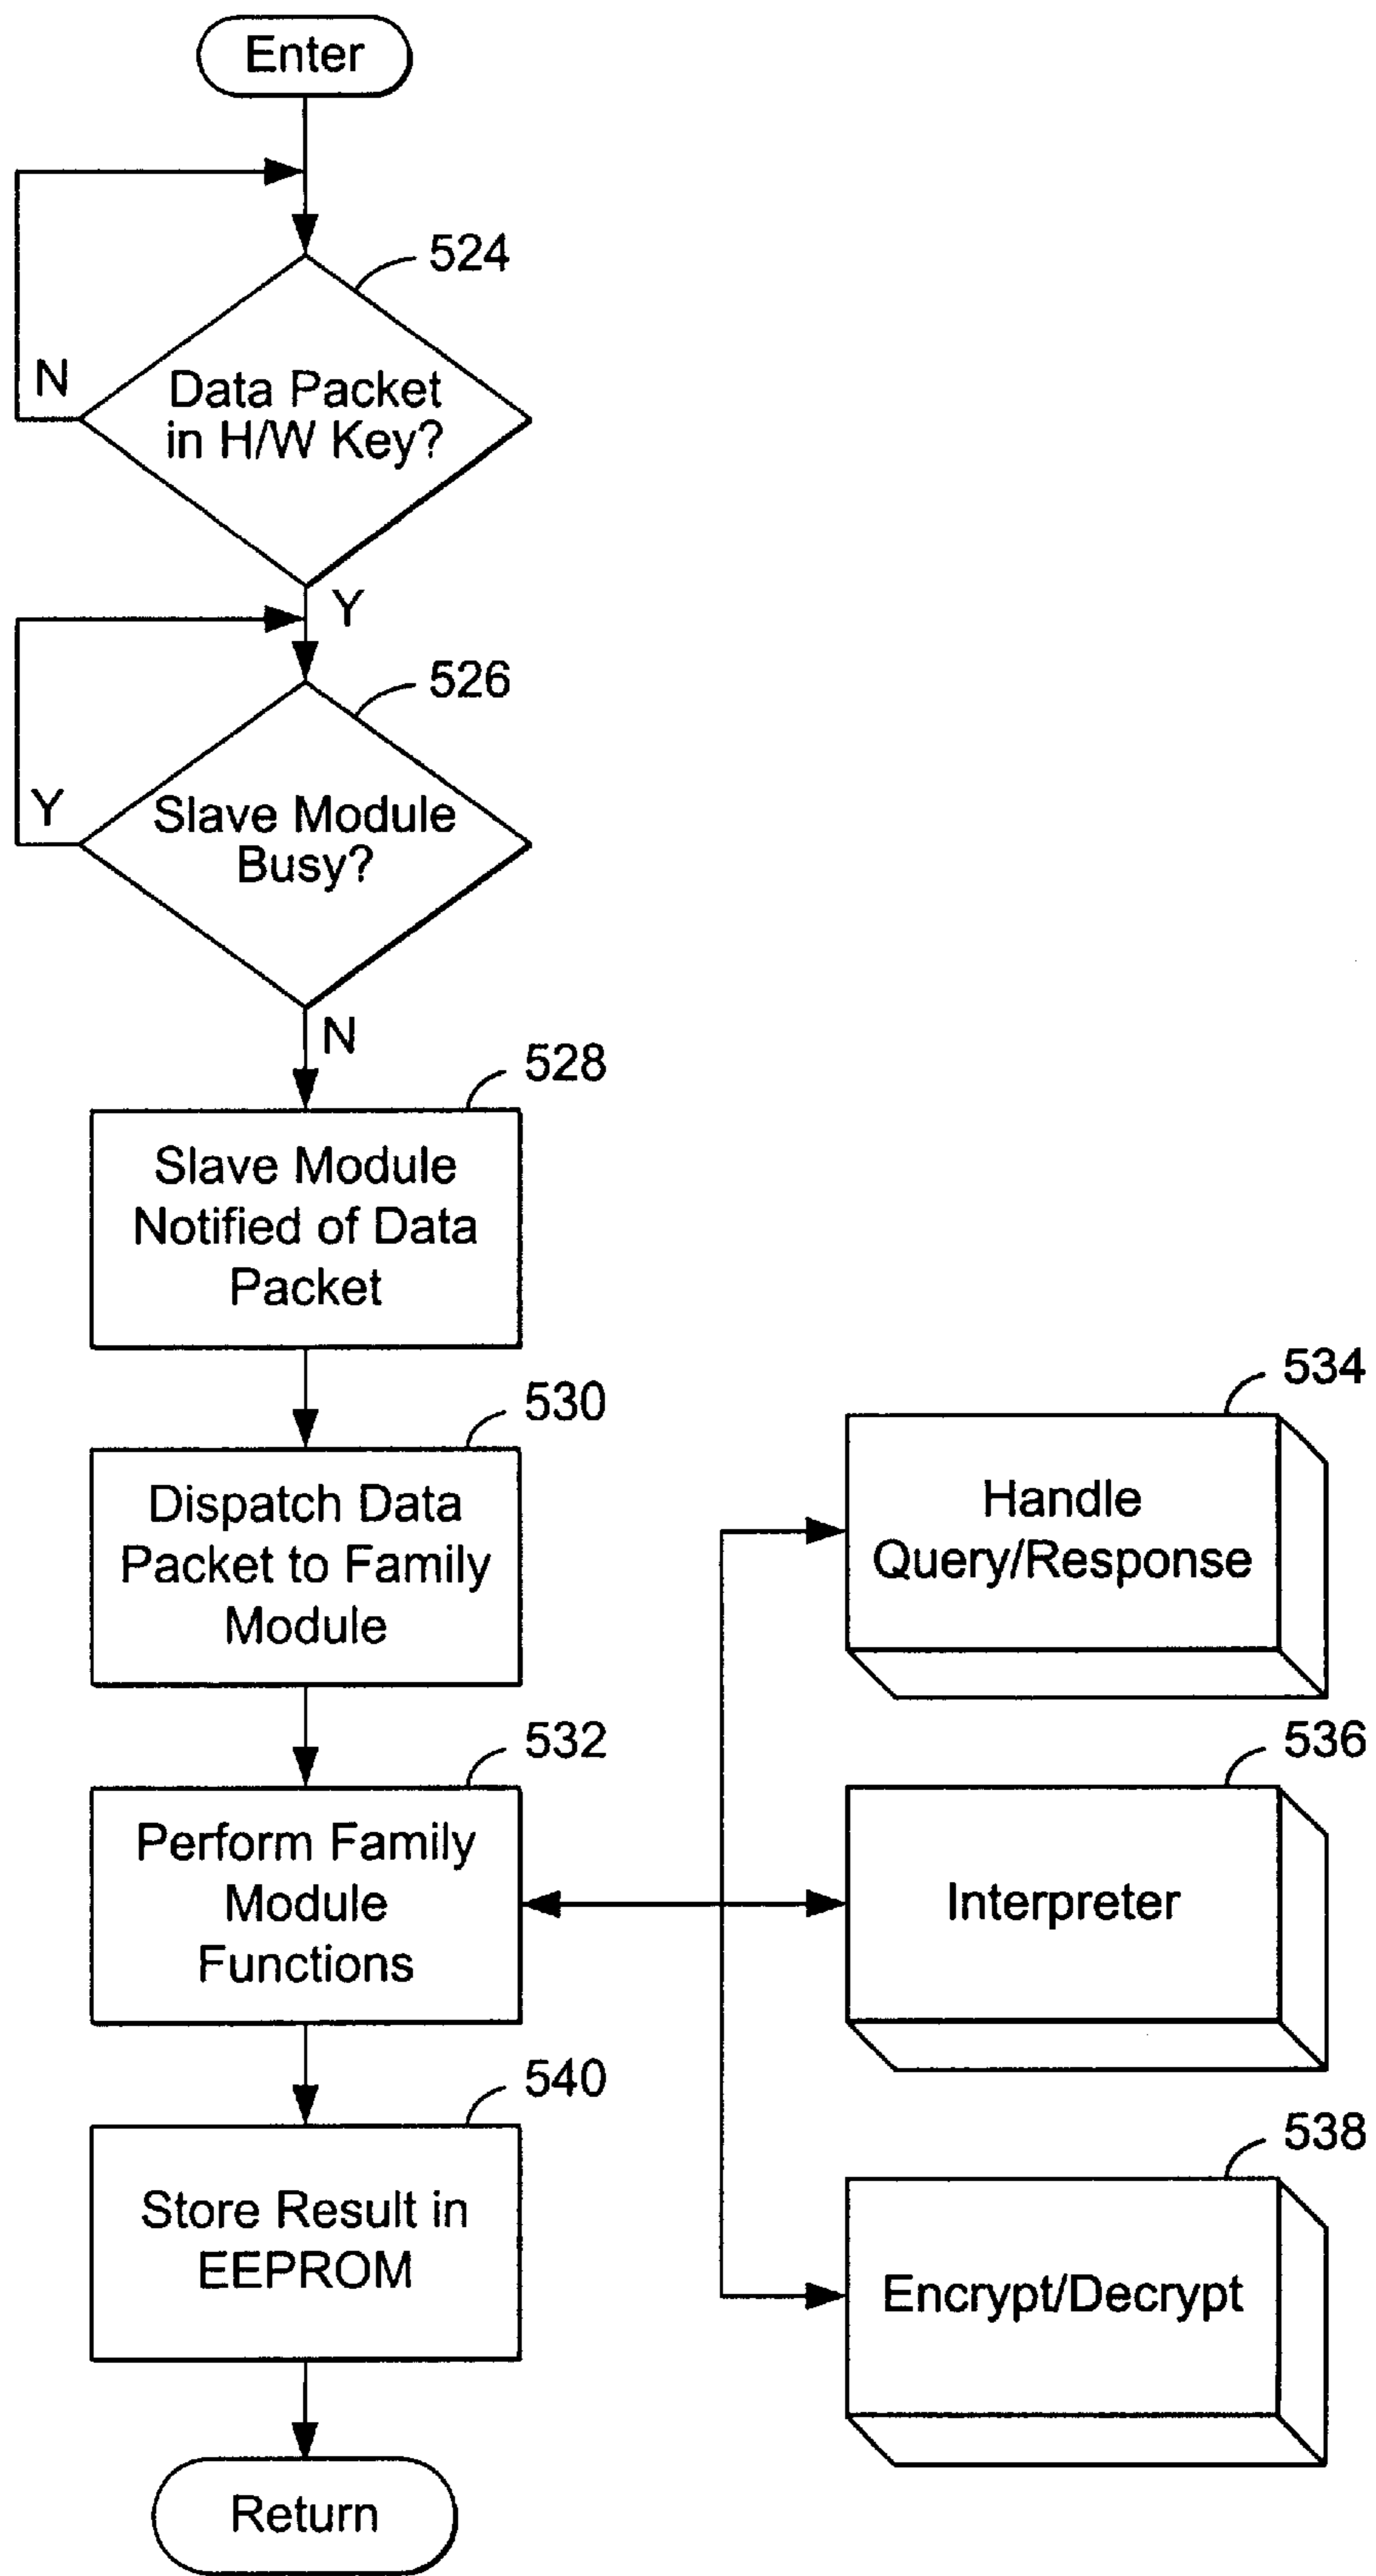 Enter
524
N
Data Packet
in H/W Key?
Y
526
Y
Slave Module
Busy?
N
528
Slave Module
Notified of Data
Packet
530
Dispatch Data
Packet to Family
Module
532
Perform Family
Module
Functions
534
Handle
Query/Response
536
Interpreter
538
Encrypt/Decrypt
540
Store Result in
EEPROM
Return